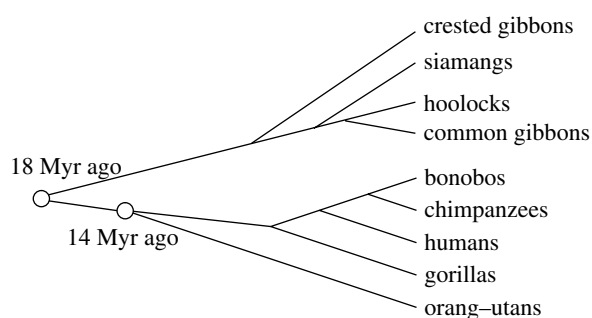 crested gibbons
siamangs
hoolocks
common gibbons
18 Myr ago
bonobos
chimpanzees
14 Myr ago
humans
gorillas
orang–utans